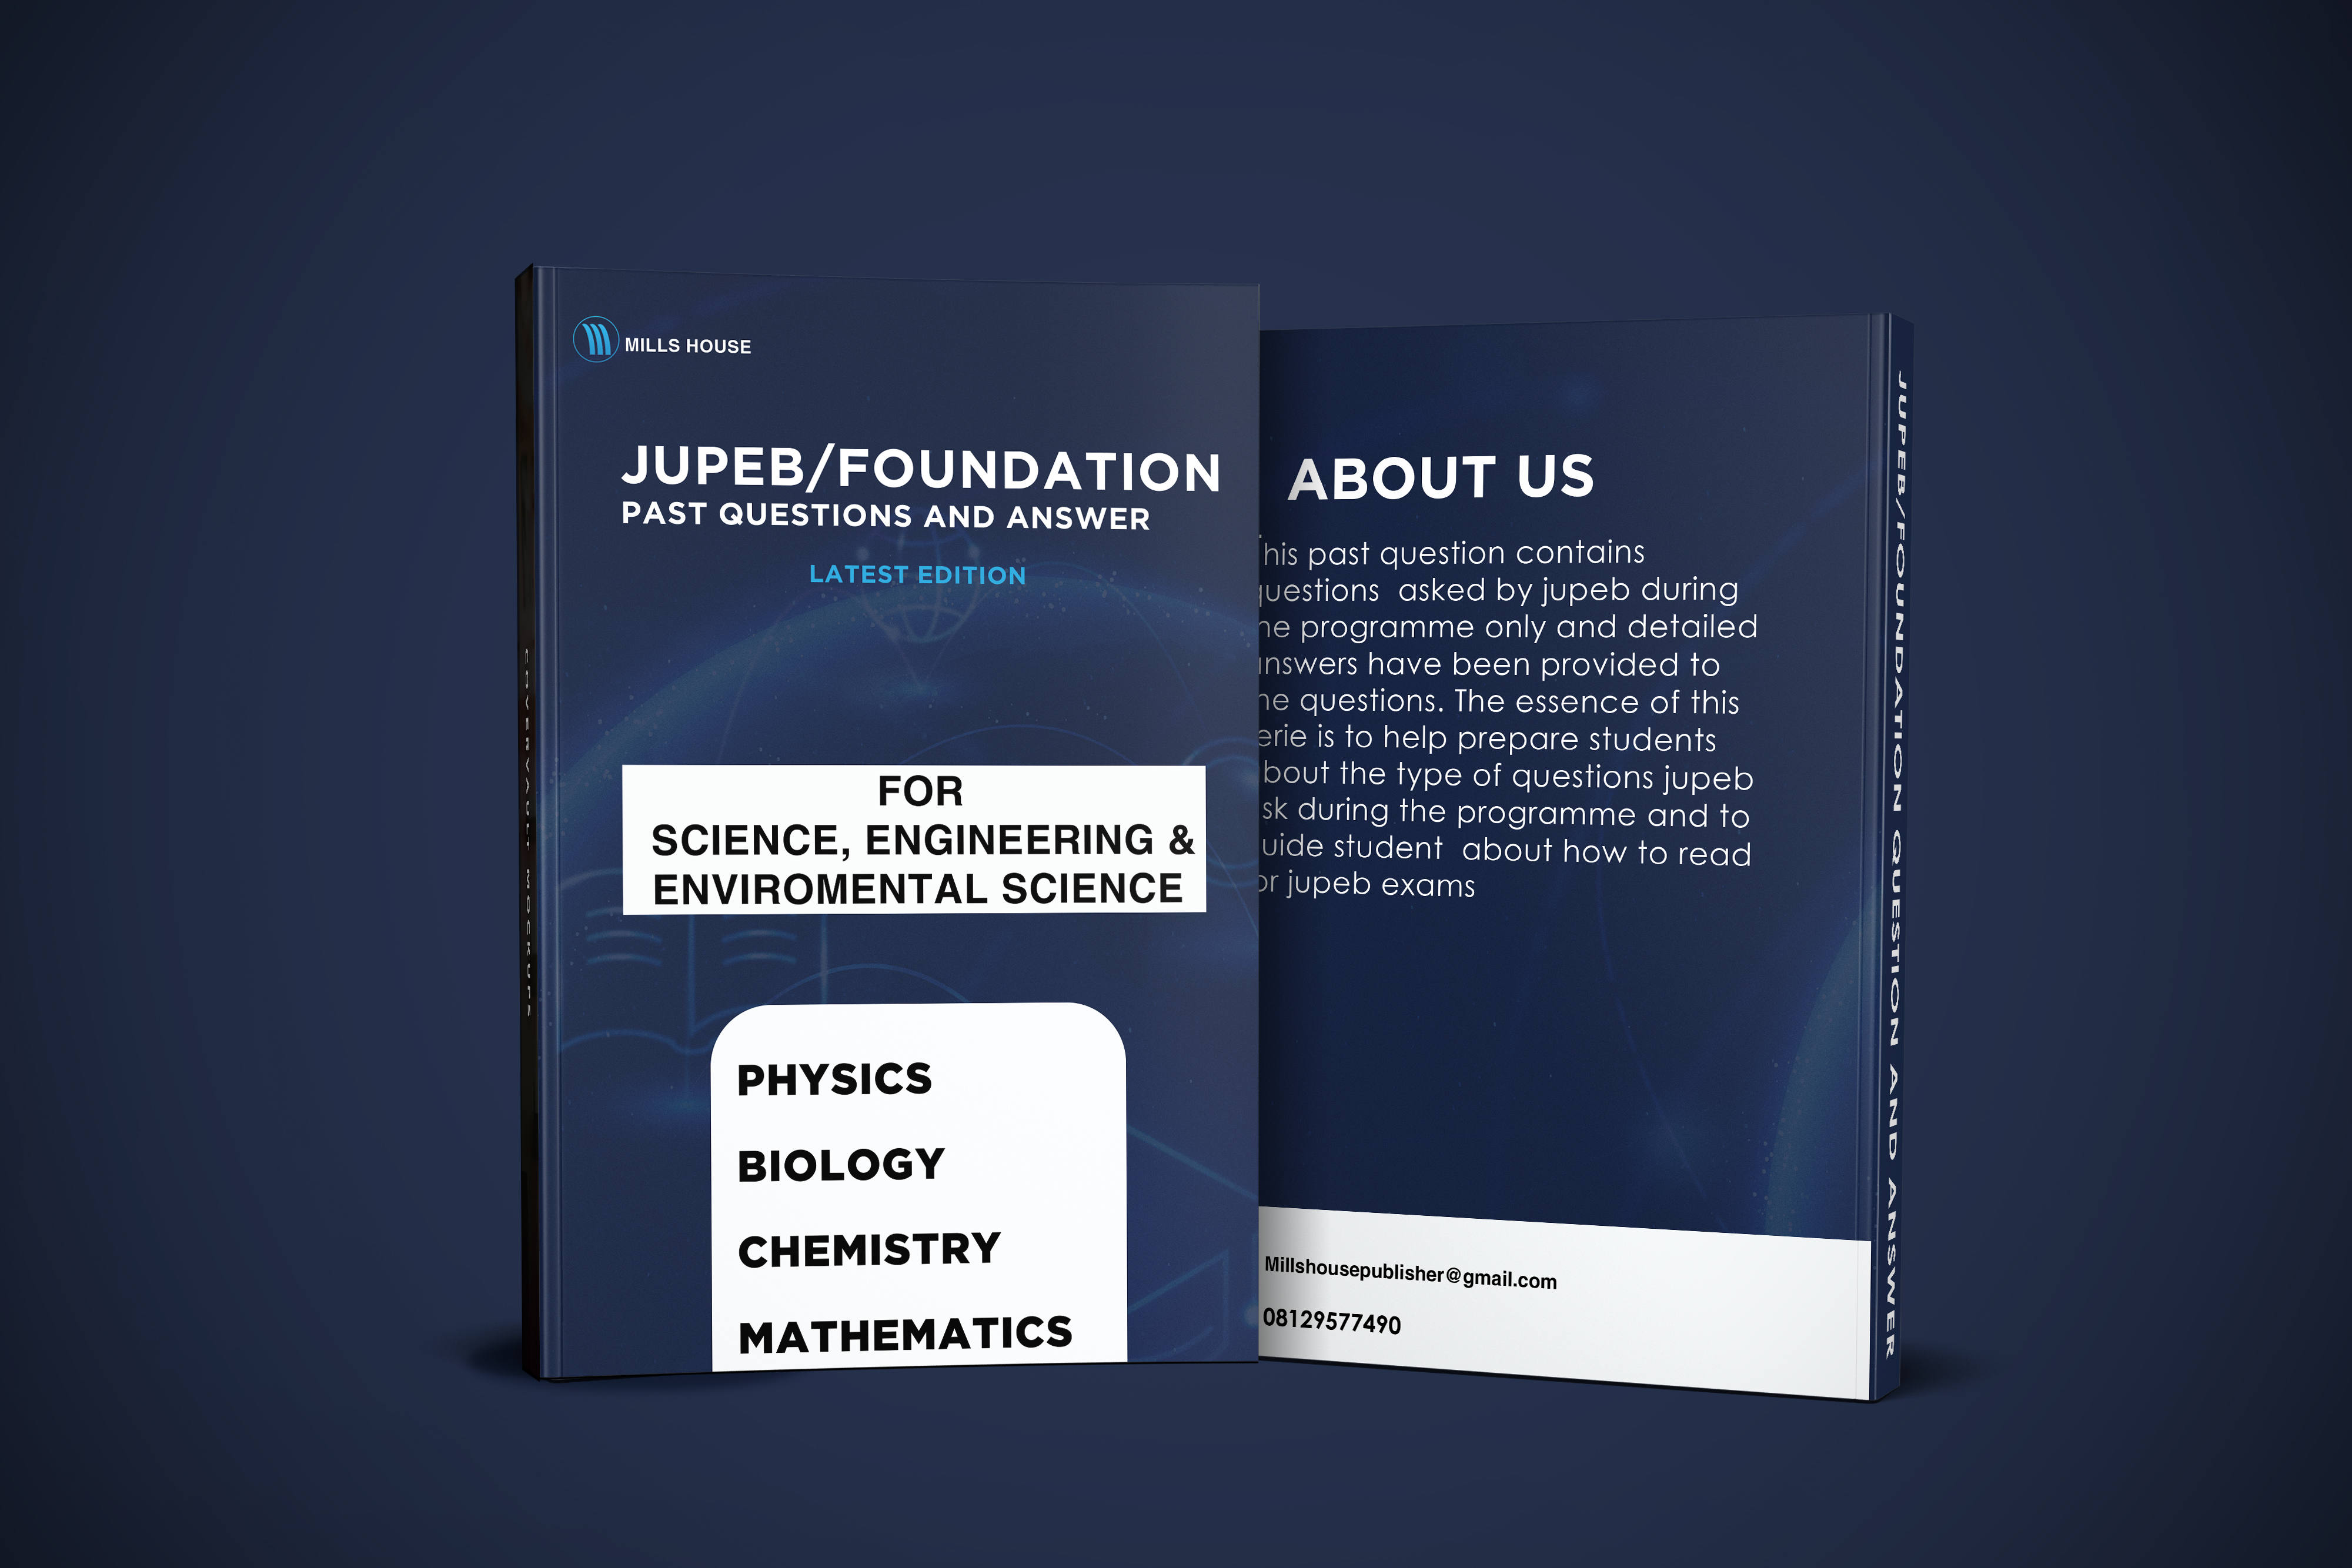 MILLS HOUSE
JUPEB/FOUNDATION
PAST QUESTIONS AND ANSWER
LATEST EDITION
FOR
SCIENCE, ENGINEERING &
ENVIROMENTAL SCIENCE
PHYSICS
BIOLOGY
CHEMISTRY
MATHEMATICS
COVERVAULT MOCKUPS
ABOUT US
his past question contains
uestions asked by jupeb during
he programme only and detailed
nswers have been provided to
he questions. The essence of this
erie is to help prepare students
bout the type of questions jupeb
sk during the programme and to
uide student about how to read
or jupeb exams
Millshousepublisher@gmail.com
08129577490
JUPEB/FOUNDATION QUESTION AND ANSWER